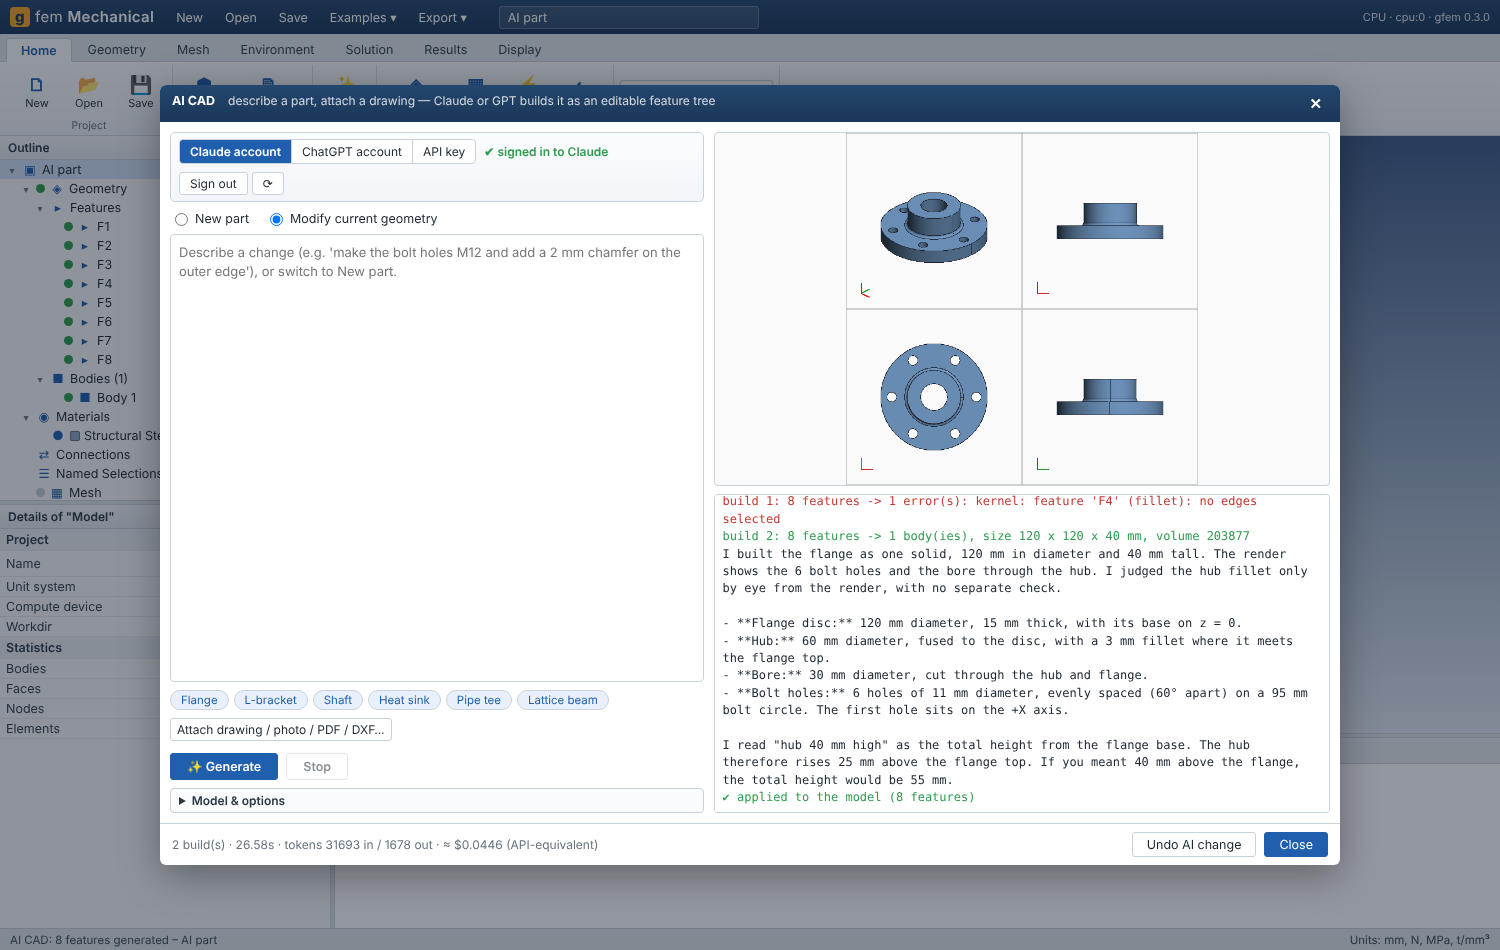 g fem Mechanical New Open Save Examples ▾ Export ▾ AI part CPU · cpu:0 · gfem 0.3.0
Home Geometry Mesh Environment Solution Results Display
New Open Save
Project
AI CAD describe a part, attach a drawing — Claude or GPT builds it as an editable feature tree
Outline
AI part
Geometry
Features
F1
F2
F3
F4
F5
F6
F7
F8
Bodies (1)
Body 1
Materials
Structural Ste
Connections
Named Selections
Mesh
Details of "Model"
Project
Name
Unit system
Compute device
Workdir
Statistics
Bodies
Faces
Nodes
Elements
Claude account ChatGPT account API key ✔ signed in to Claude
Sign out ⟳
New part Modify current geometry
Describe a change (e.g. 'make the bolt holes M12 and add a 2 mm chamfer on the
outer edge'), or switch to New part.
Flange L-bracket Shaft Heat sink Pipe tee Lattice beam
Attach drawing / photo / PDF / DXF...
✨ Generate Stop
▶ Model & options
build 1: 8 features -> 1 error(s): kernel: feature 'F4' (fillet): no edges
selected
build 2: 8 features -> 1 body(ies), size 120 x 120 x 40 mm, volume 203877
I built the flange as one solid, 120 mm in diameter and 40 mm tall. The render
shows the 6 bolt holes and the bore through the hub. I judged the hub fillet only
by eye from the render, with no separate check.
- **Flange disc:** 120 mm diameter, 15 mm thick, with its base on z = 0.
- **Hub:** 60 mm diameter, fused to the disc, with a 3 mm fillet where it meets
the flange top.
- **Bore:** 30 mm diameter, cut through the hub and flange.
- **Bolt holes:** 6 holes of 11 mm diameter, evenly spaced (60° apart) on a 95 mm
bolt circle. The first hole sits on the +X axis.
I read "hub 40 mm high" as the total height from the flange base. The hub
therefore rises 25 mm above the flange top. If you meant 40 mm above the flange,
the total height would be 55 mm.
✔ applied to the model (8 features)
2 build(s) · 26.58s · tokens 31693 in / 1678 out · ≈ $0.0446 (API-equivalent) Undo AI change Close
AI CAD: 8 features generated – AI part Units: mm, N, MPa, t/mm³